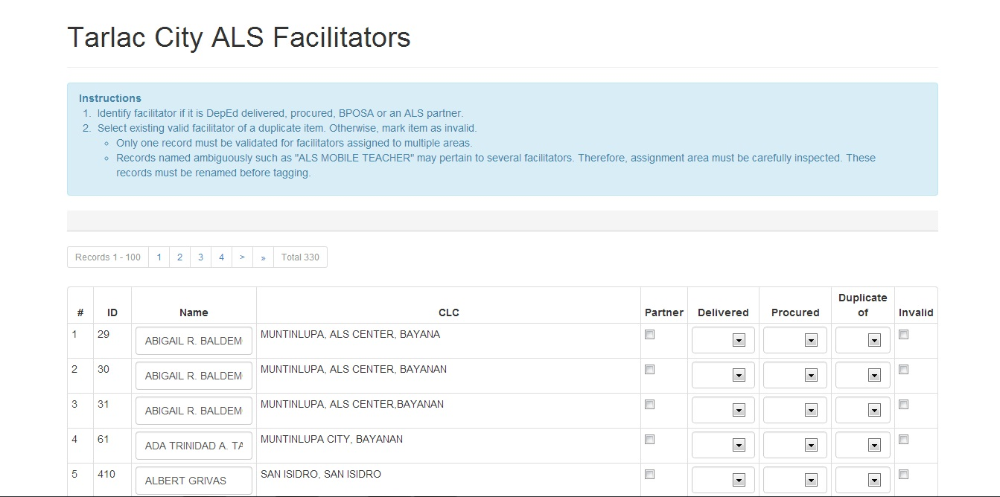 Tarlac City ALS Facilitators
Instructions
1. Identify facilitator if it is DepEd delivered, procured, BPOSA or an ALS partner.
2. Select existing valid facilitator of a duplicate item. Otherwise, mark item as invalid.
Only one record must be validated for facilitators assigned to multiple areas.
Records named ambiguously such as "ALS MOBILE TEACHER" may pertain to several facilitators. Therefore, assignment area must be carefully inspected. These
records must be renamed before tagging.
Records 1 - 100 1 2 3 4 > » Total 330
# ID Name CLC Partner Delivered Procured Duplicate of Invalid
1 29 ABIGAIL R. BALDEM MUNTINLUPA, ALS CENTER, BAYANA
2 30 ABIGAIL R. BALDEM MUNTINLUPA, ALS CENTER, BAYANAN
3 31 ABIGAIL R. BALDEM MUNTINLUPA, ALS CENTER,BAYANAN
4 61 ADA TRINIDAD A. TA MUNTINLUPA CITY, BAYANAN
5 410 ALBERT GRIVAS SAN ISIDRO, SAN ISIDRO